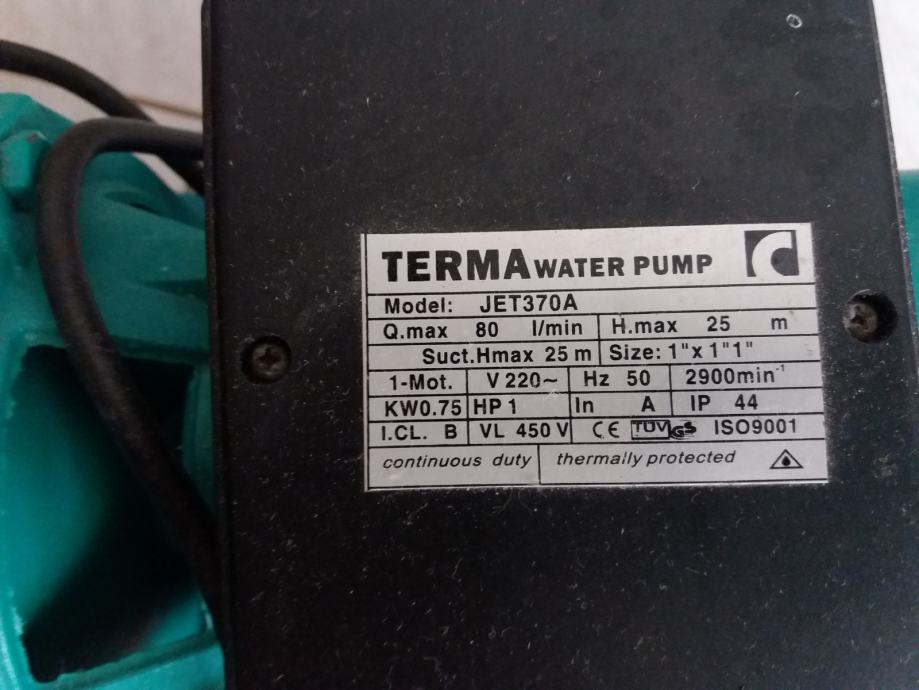 TERMA WATER PUMP
Model: JET370A
Q.max 80 l/min H.max 25 m
Suct.Hmax 25 m Size: 1"x1"1"
1-Mot. V 220~ Hz 50 2900min⁻¹
KW0.75 HP 1 In A IP 44
I.CL. B VL 450 V CE TÜV GS ISO9001
continuous duty thermally protected